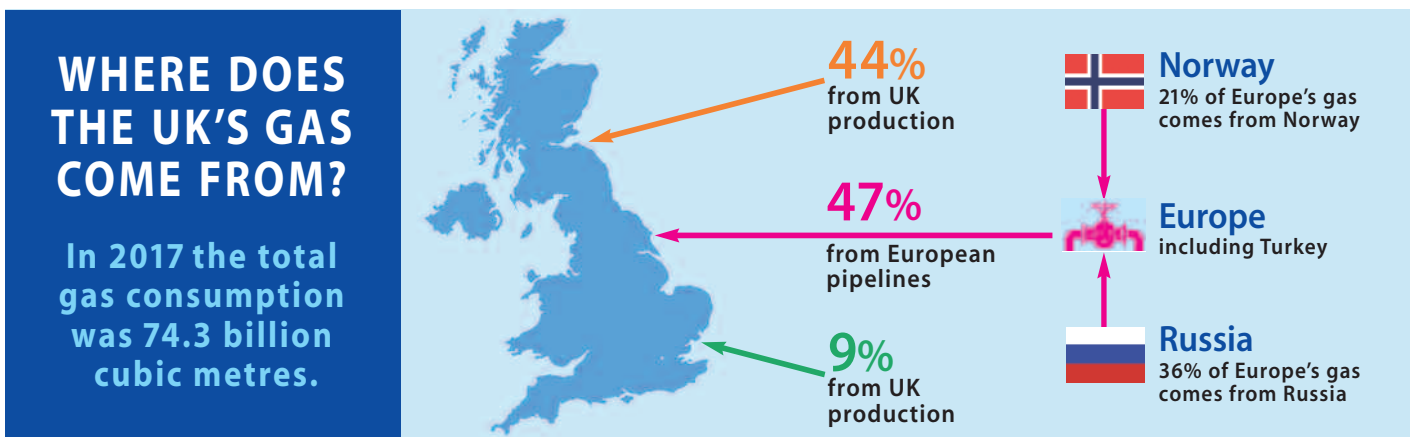 WHERE DOES
THE UK'S GAS
COME FROM?
In 2017 the total
gas consumption
was 74.3 billion
cubic metres.
44%
from UK
production
47%
from European
pipelines
9%
from UK
production
Norway
21% of Europe's gas
comes from Norway
Europe
including Turkey
Russia
36% of Europe's gas
comes from Russia